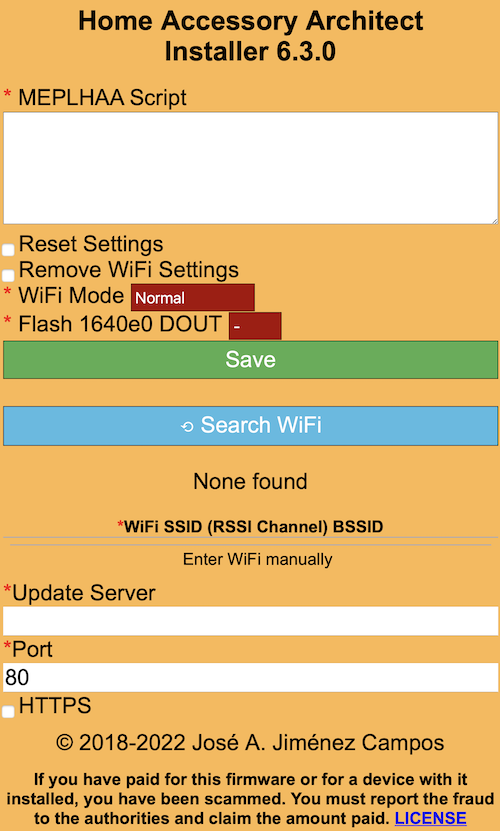 Home Accessory Architect
Installer 6.3.0
* MEPLHAA Script
Reset Settings
Remove WiFi Settings
* WiFi Mode Normal
* Flash 1640e0 DOUT -
Save
⟲ Search WiFi
None found
*WiFi SSID (RSSI Channel) BSSID
Enter WiFi manually
*Update Server
*Port
80
HTTPS
© 2018-2022 José A. Jiménez Campos
If you have paid for this firmware or for a device with it
installed, you have been scammed. You must report the fraud
to the authorities and claim the amount paid. LICENSE